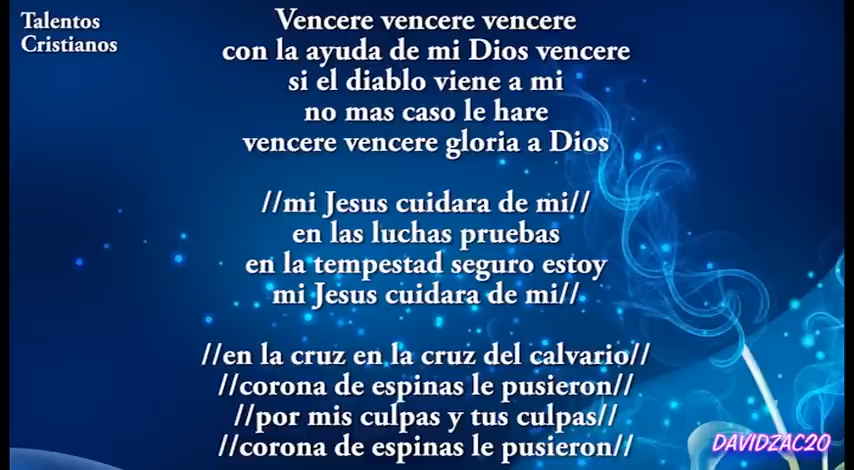 Talentos
Cristianos
Vencere vencere vencere
con la ayuda de mi Dios vencere
si el diablo viene a mi
no mas caso le hare
vencere vencere gloria a Dios
//mi Jesus cuidara de mi//
en las luchas pruebas
en la tempestad seguro estoy
mi Jesus cuidara de mi//
//en la cruz en la cruz del calvario//
//corona de espinas le pusieron//
//por mis culpas y tus culpas//
//corona de espinas le pusieron//
DAVIDZAC20